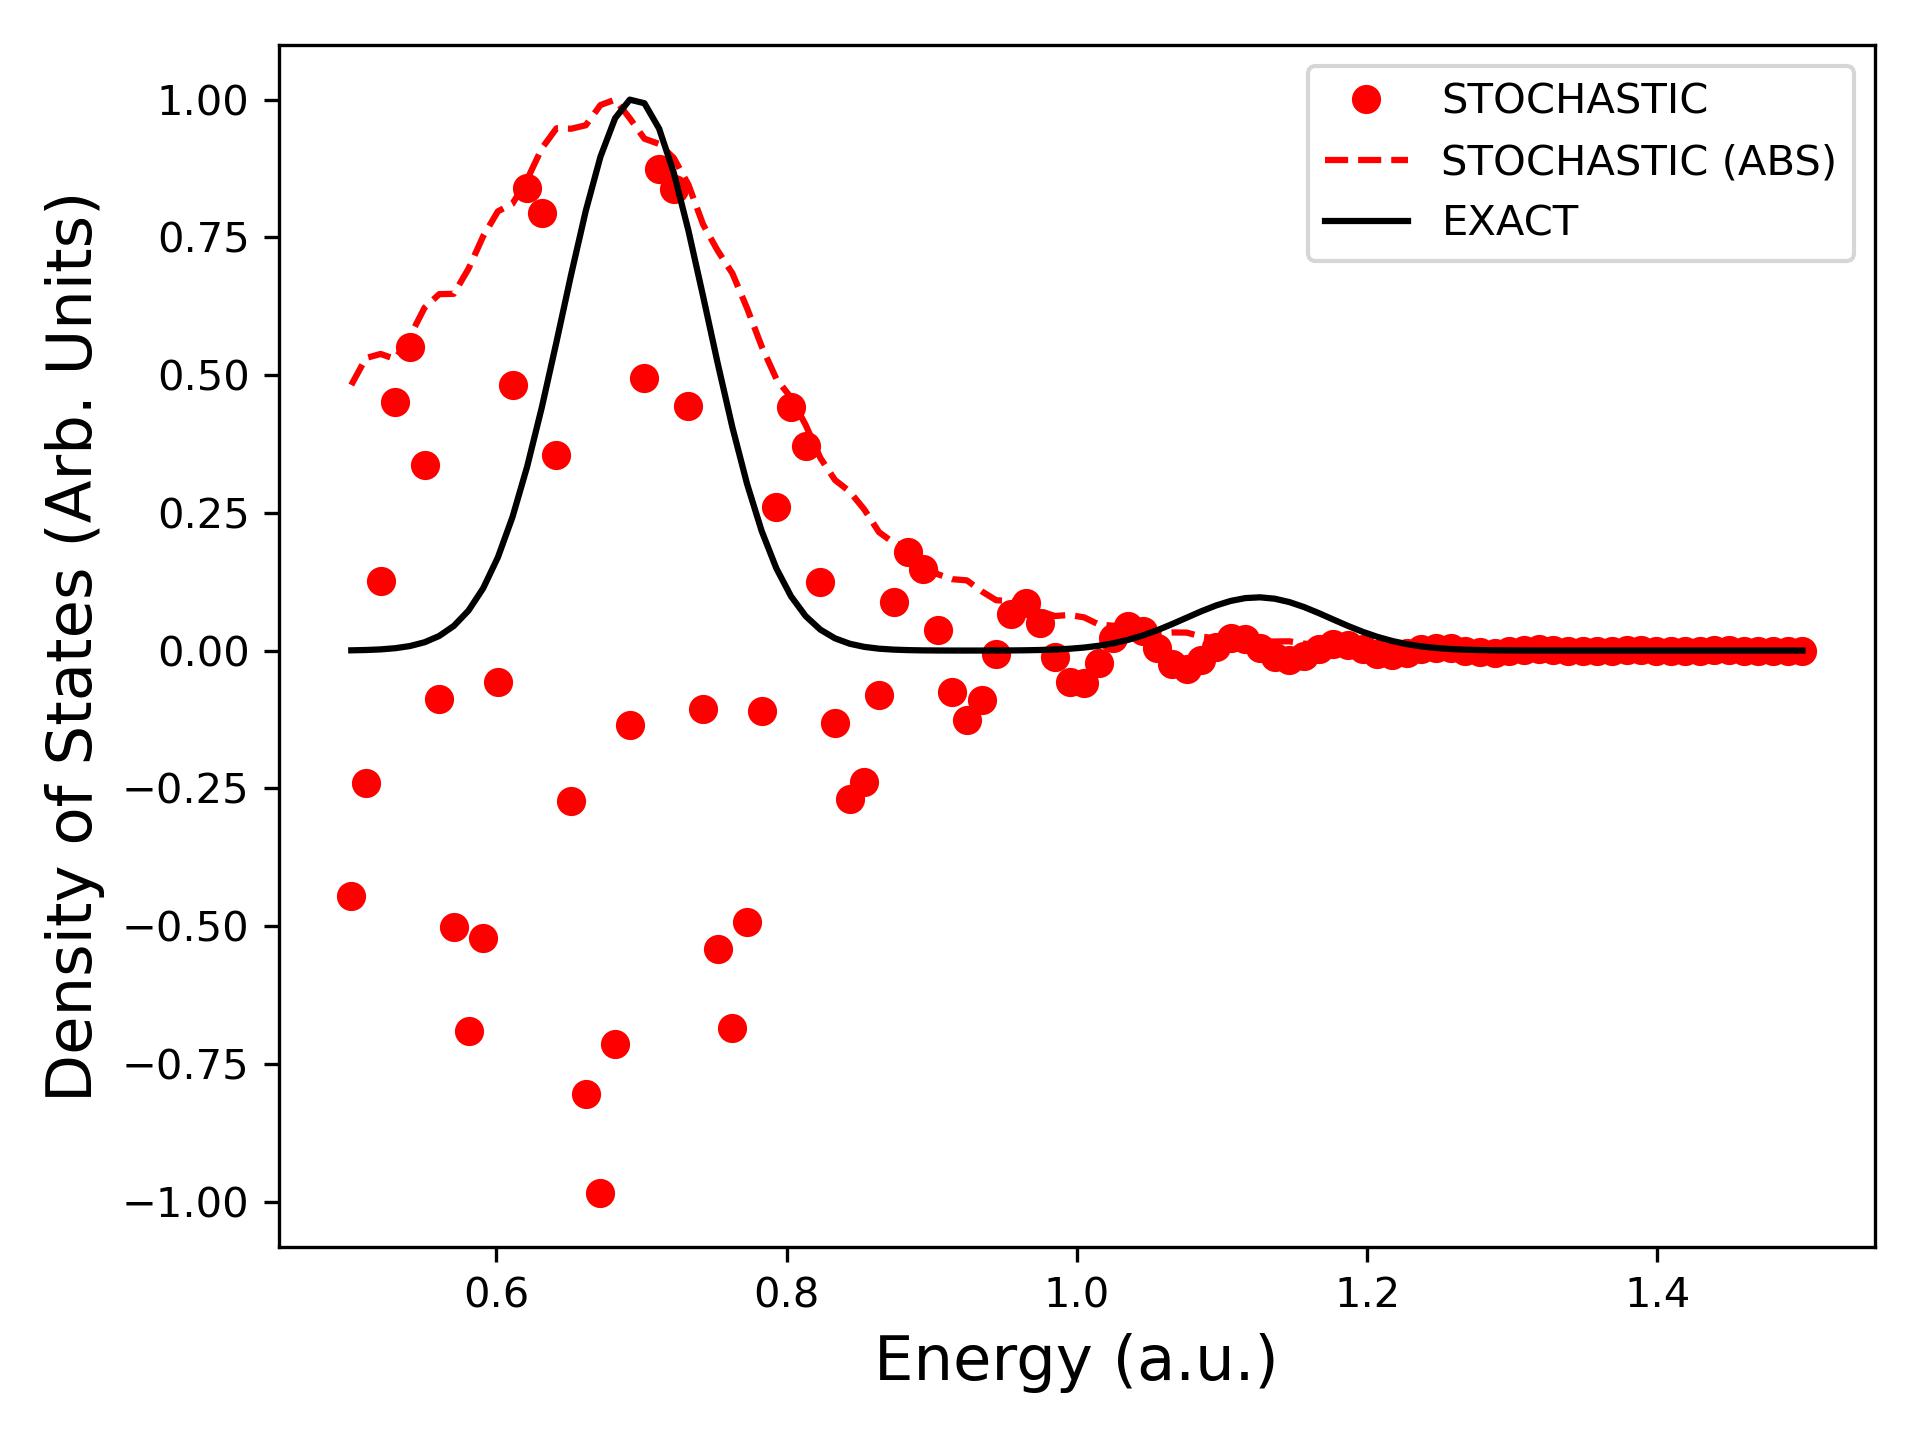 STOCHASTIC
STOCHASTIC (ABS)
EXACT
Density of States (Arb. Units)
1.00
0.75
0.50
0.25
0.00
−0.25
−0.50
−0.75
−1.00
0.6 0.8 1.0 1.2 1.4
Energy (a.u.)